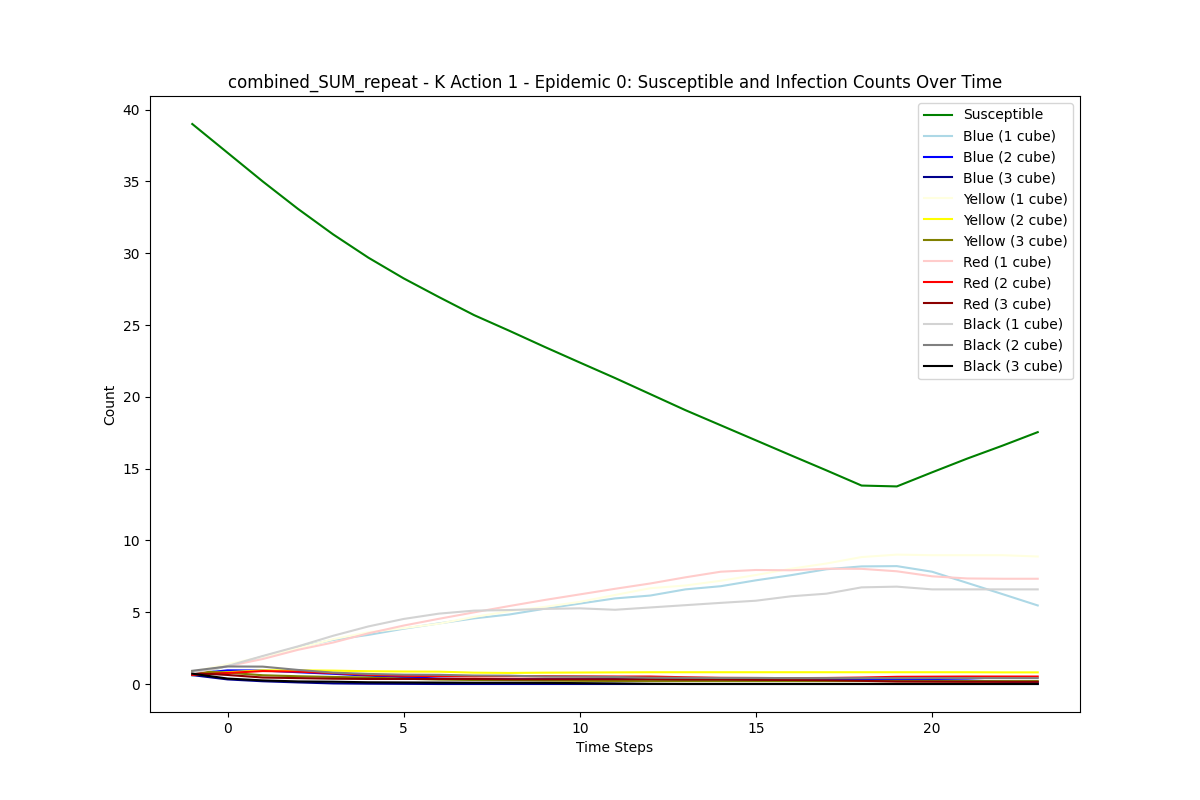 combined_SUM_repeat - K Action 1 - Epidemic 0: Susceptible and Infection Counts Over Time
40
35
30
25
20
15
10
5
0
Count
0 5 10 15 20
Time Steps
Susceptible
Blue (1 cube)
Blue (2 cube)
Blue (3 cube)
Yellow (1 cube)
Yellow (2 cube)
Yellow (3 cube)
Red (1 cube)
Red (2 cube)
Red (3 cube)
Black (1 cube)
Black (2 cube)
Black (3 cube)